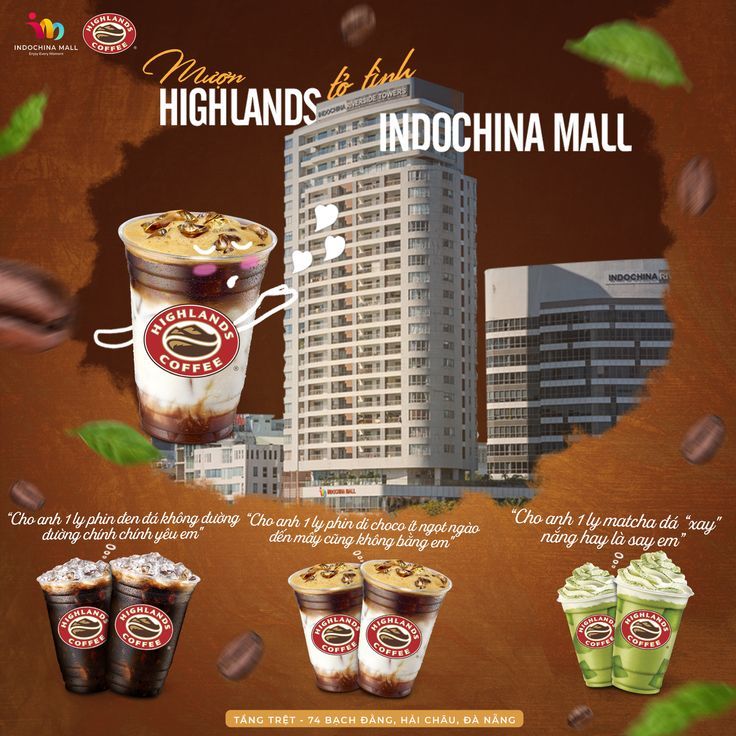 INDOCHINA MALL
Enjoy Every Moment
HIGHLANDS
COFFEE
®
Mượn
HIGHLANDS
tỏ tình
INDOCHINA MALL
INDOCHINA RIVERSIDE TOWERS
INDOCHINA
HIGHLANDS
COFFEE
®
INDOCHINA MALL
"Cho anh 1 ly phin đen đá không đường
đường chính chính yêu em"
"Cho anh 1 ly phin di choco ít ngọt ngào
đến mấy cũng không bằng em"
"Cho anh 1 ly matcha đá "xay"
nắng hay là say em"
HIGHLANDS
COFFEE
HIGHLANDS
COFFEE
HIGHLANDS
COFFEE
HIGHLANDS
COFFEE
HIGHLANDS
COFFEE
HIGHLANDS
COFFEE
TẦNG TRỆT - 74 BẠCH ĐẰNG, HẢI CHÂU, ĐÀ NẴNG